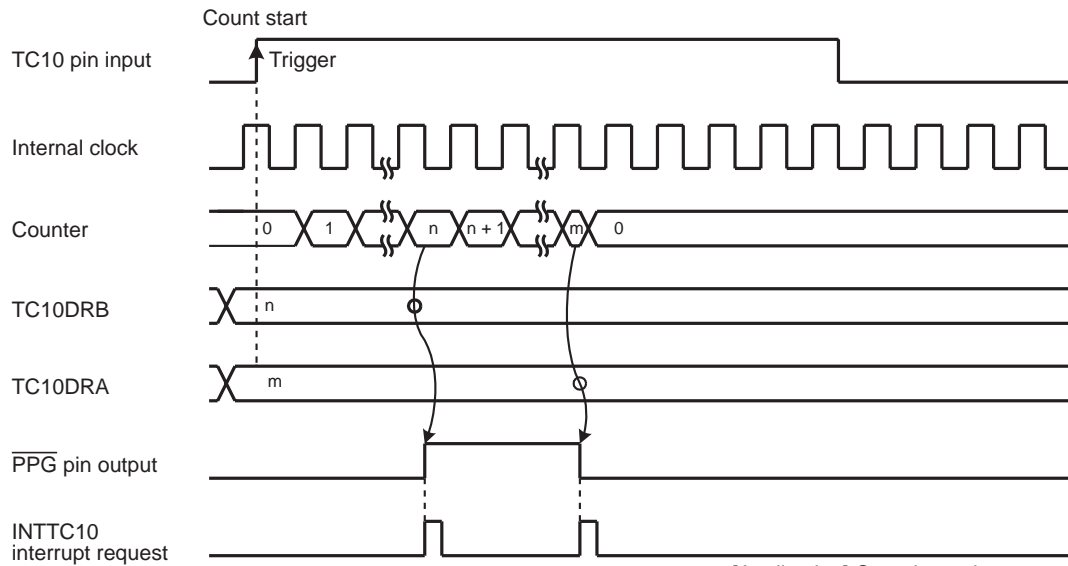 Count start
TC10 pin input
Trigger
Internal clock
Counter
0
1
n
n + 1
m
0
TC10DRB
n
TC10DRA
m
PPG pin output
INTTC10
interrupt request